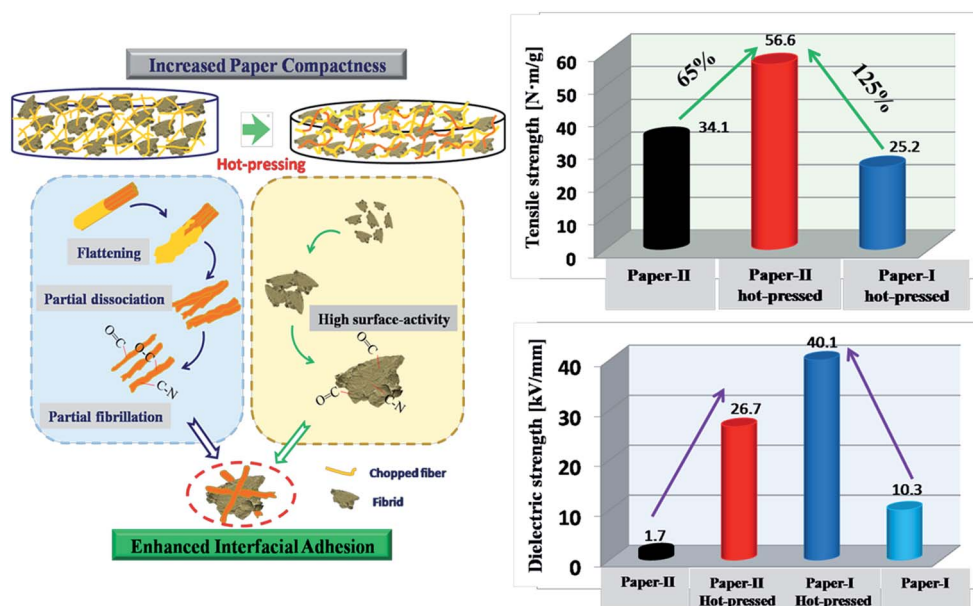 Increased Paper Compactness
Hot-pressing
Flattening
Partial dissociation
O=C
O-C
C-N
Partial fibrillation
High surface-activity
O=C
O=C
C-N
Chopped fiber
Fibrid
Enhanced Interfacial Adhesion
Tensile strength [N·m/g]
60
50
40
30
20
10
0
34.1
65%
56.6
125%
25.2
Paper-II
Paper-II
hot-pressed
Paper-I
hot-pressed
Dielectric strength [kV/mm]
40
30
20
10
0
1.7
26.7
40.1
10.3
Paper-II
Paper-II
Hot-pressed
Paper-I
Hot-pressed
Paper-I